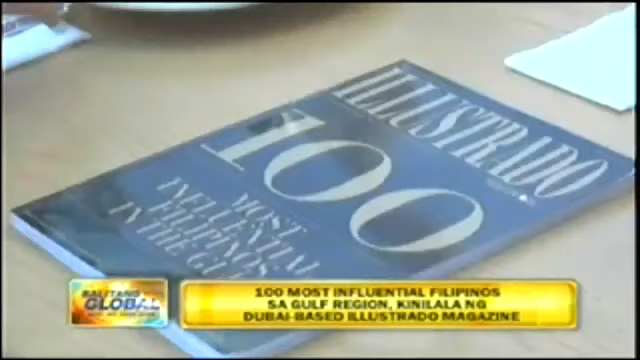 ILLUSTRADO
100
MOST
INFLUENTIAL
FILIPINOS
IN THE GULF
BALITANG
GLOBAL
100 MOST INFLUENTIAL FILIPINOS
SA GULF REGION, KINILALA NG
DUBAI-BASED ILLUSTRADO MAGAZINE